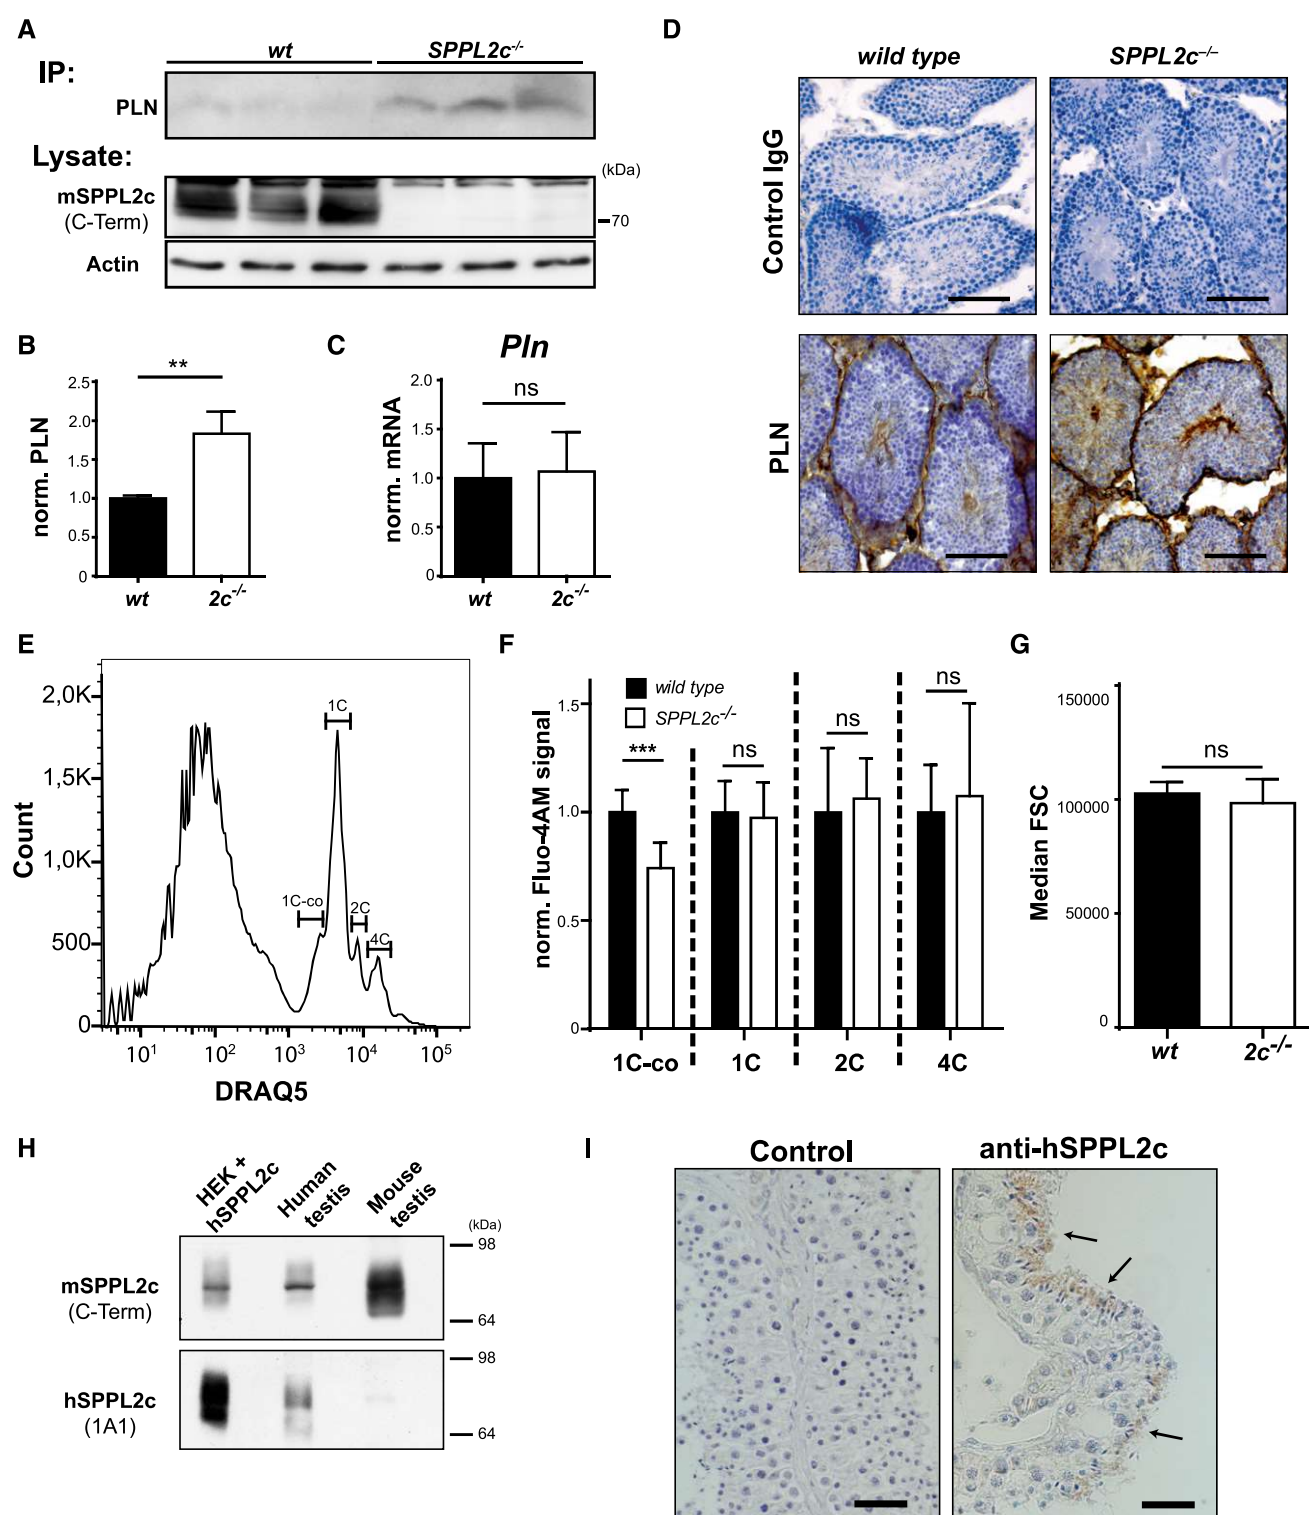 A
wt SPPL2c-/-
IP:
PLN
Lysate:
(kDa)
mSPPL2c
(C-Term)
70
Actin
B
**
norm. PLN
2.5
2.0
1.5
1.0
0.5
0
wt 2c-/-
C
Pln
ns
norm. mRNA
2.0
1.5
1.0
0.5
0
wt 2c-/-
D
wild type SPPL2c-/-
Control IgG
PLN
E
Count
2,0K
1,5K
1,0K
500
0
1C-co
1C
2C
4C
10¹ 10² 10³ 10⁴ 10⁵
DRAQ5
F
norm. Fluo-4AM signal
1.5
1.0
0.5
0
wild type
SPPL2c-/-
*** ns ns ns
1C-co 1C 2C 4C
G
Median FSC
150000
100000
50000
0
ns
wt 2c-/-
H
HEK +
hSPPL2c
Human
testis
Mouse
testis
(kDa)
98
mSPPL2c
(C-Term)
64
98
hSPPL2c
(1A1)
64
I
Control anti-hSPPL2c